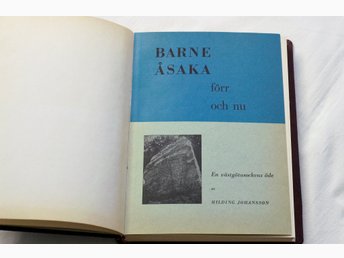 BARNE
ÅSAKA
förr
och nu
En västgötasockens öde
av
HILDING JOHANSSON